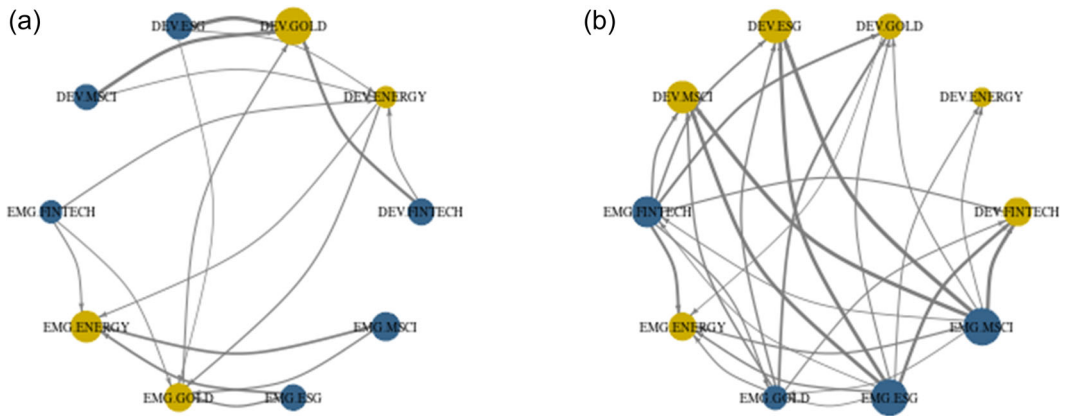 (a)
DEV.ESG
DEV.GOLD
DEV.MSCI
DEV.ENERGY
EMG.FINTECH
DEV.FINTECH
EMG.ENERGY
EMG.MSCI
EMG.GOLD
EMG.ESG
(b)
DEV.ESG
DEV.GOLD
DEV.MSCI
DEV.ENERGY
EMG.FINTECH
DEV.FINTECH
EMG.ENERGY
EMG.MSCI
EMG.GOLD
EMG.ESG